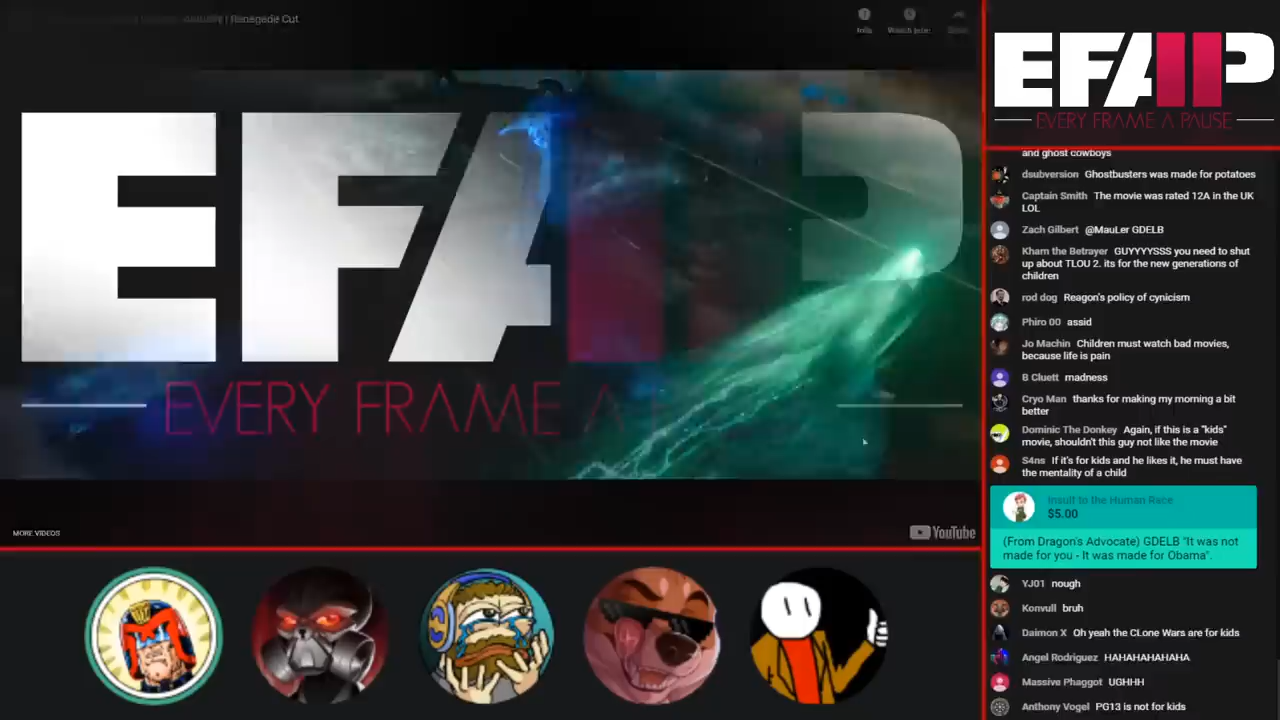 | Renegade Cut
Info
Watch later
Share
EFAP
EVERY FRAME A
MORE VIDEOS
YouTube
EFAP
EVERY FRAME A PAUSE
and ghost cowboys
dsubversion Ghostbusters was made for potatoes
Captain Smith The movie was rated 12A in the UK
LOL
Zach Gilbert @MauLer GDELB
Kham the Betrayer GUYYYYSSS you need to shut
up about TLOU 2. its for the new generations of
children
rod dog Reagon's policy of cynicism
Phiro 00 assid
Jo Machin Children must watch bad movies,
because life is pain
B Cluett madness
Cryo Man thanks for making my morning a bit
better
Dominic The Donkey Again, if this is a "kids"
movie, shouldn't this guy not like the movie
S4ns If it's for kids and he likes it, he must have
the mentality of a child
Insult to the Human Race
$5.00
(From Dragon's Advocate) GDELB "It was not
made for you - It was made for Obama".
YJ01 nough
Konvull bruh
Daimon X Oh yeah the CLone Wars are for kids
Angel Rodriguez HAHAHAHAHAHA
Massive Phaggot UGHHH
Anthony Vogel PG13 is not for kids